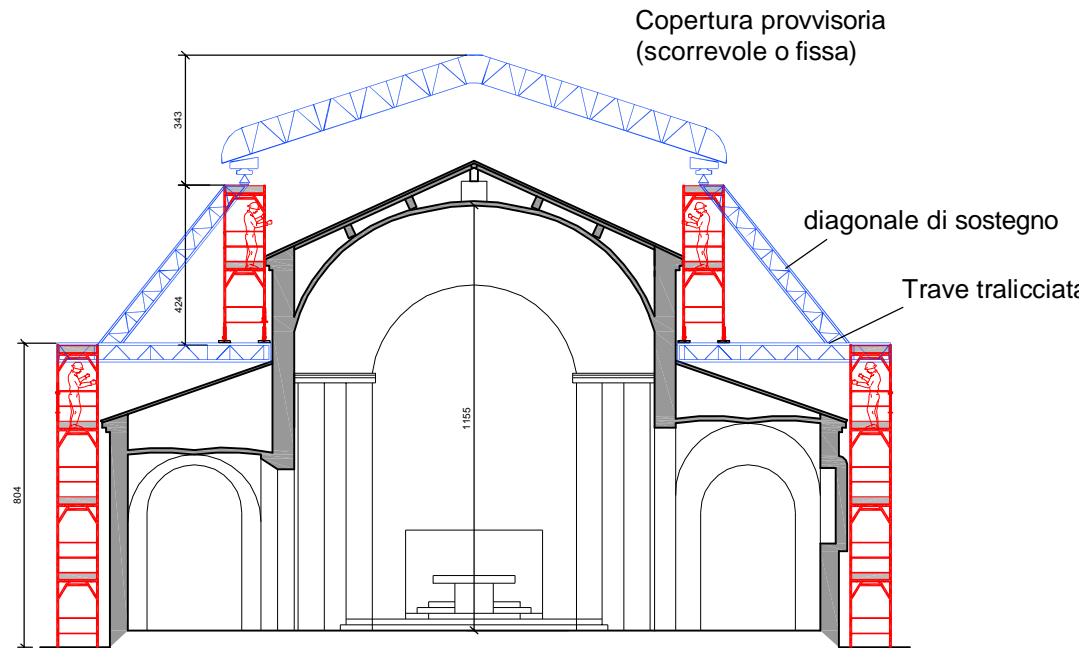 Copertura provvisoria
(scorrevole o fissa)
343
diagonale di sostegno
Trave tralicciata
424
1155
804